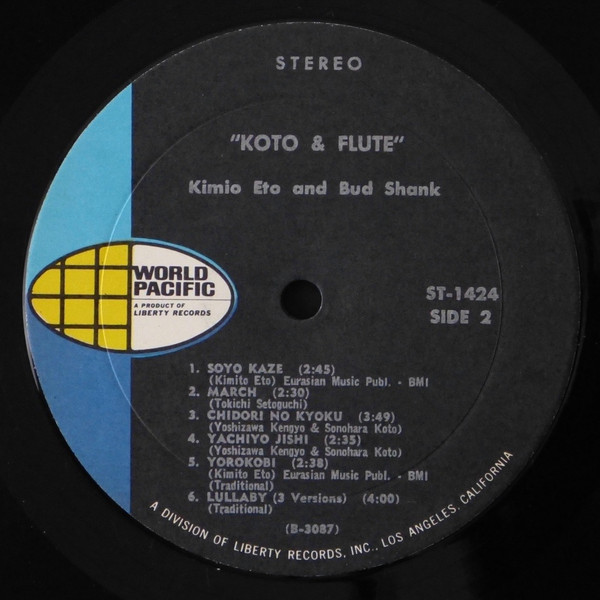 STEREO
"KOTO & FLUTE"
Kimio Eto and Bud Shank
WORLD
PACIFIC
A PRODUCT OF
LIBERTY RECORDS
ST-1424
SIDE 2
1. SOYO KAZE (2:45)
(Kimito Eto) Eurasian Music Publ. - BMI
2. MARCH (2:30)
(Tokichi Setoguchi)
3. CHIDORI NO KYOKU (3:49)
(Yoshizawa Kengyo & Sonohara Koto)
4. YACHIYO JISHI (2:35)
(Yoshizawa Kengyo & Sonohara Koto)
5. YOROKOBI (2:38)
(Kimito Eto) Eurasian Music Publ. - BMI
(Traditional)
6. LULLABY (3 Versions) (4:00)
(Traditional)
(B-3087)
A DIVISION OF LIBERTY RECORDS, INC., LOS ANGELES, CALIFORNIA